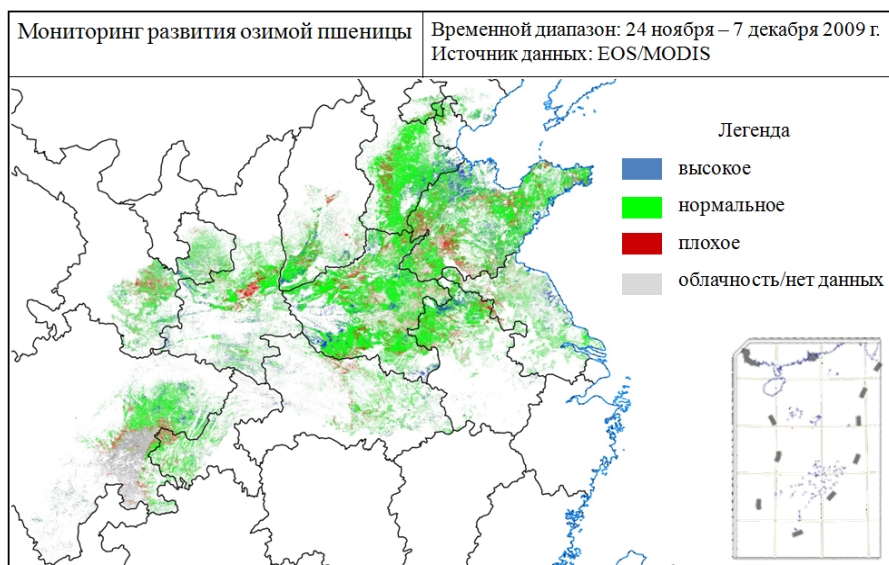 Мониторинг развития озимой пшеницы
Временной диапазон: 24 ноября – 7 декабря 2009 г.
Источник данных: EOS/MODIS
Легенда
высокое
нормальное
плохое
облачность/нет данных